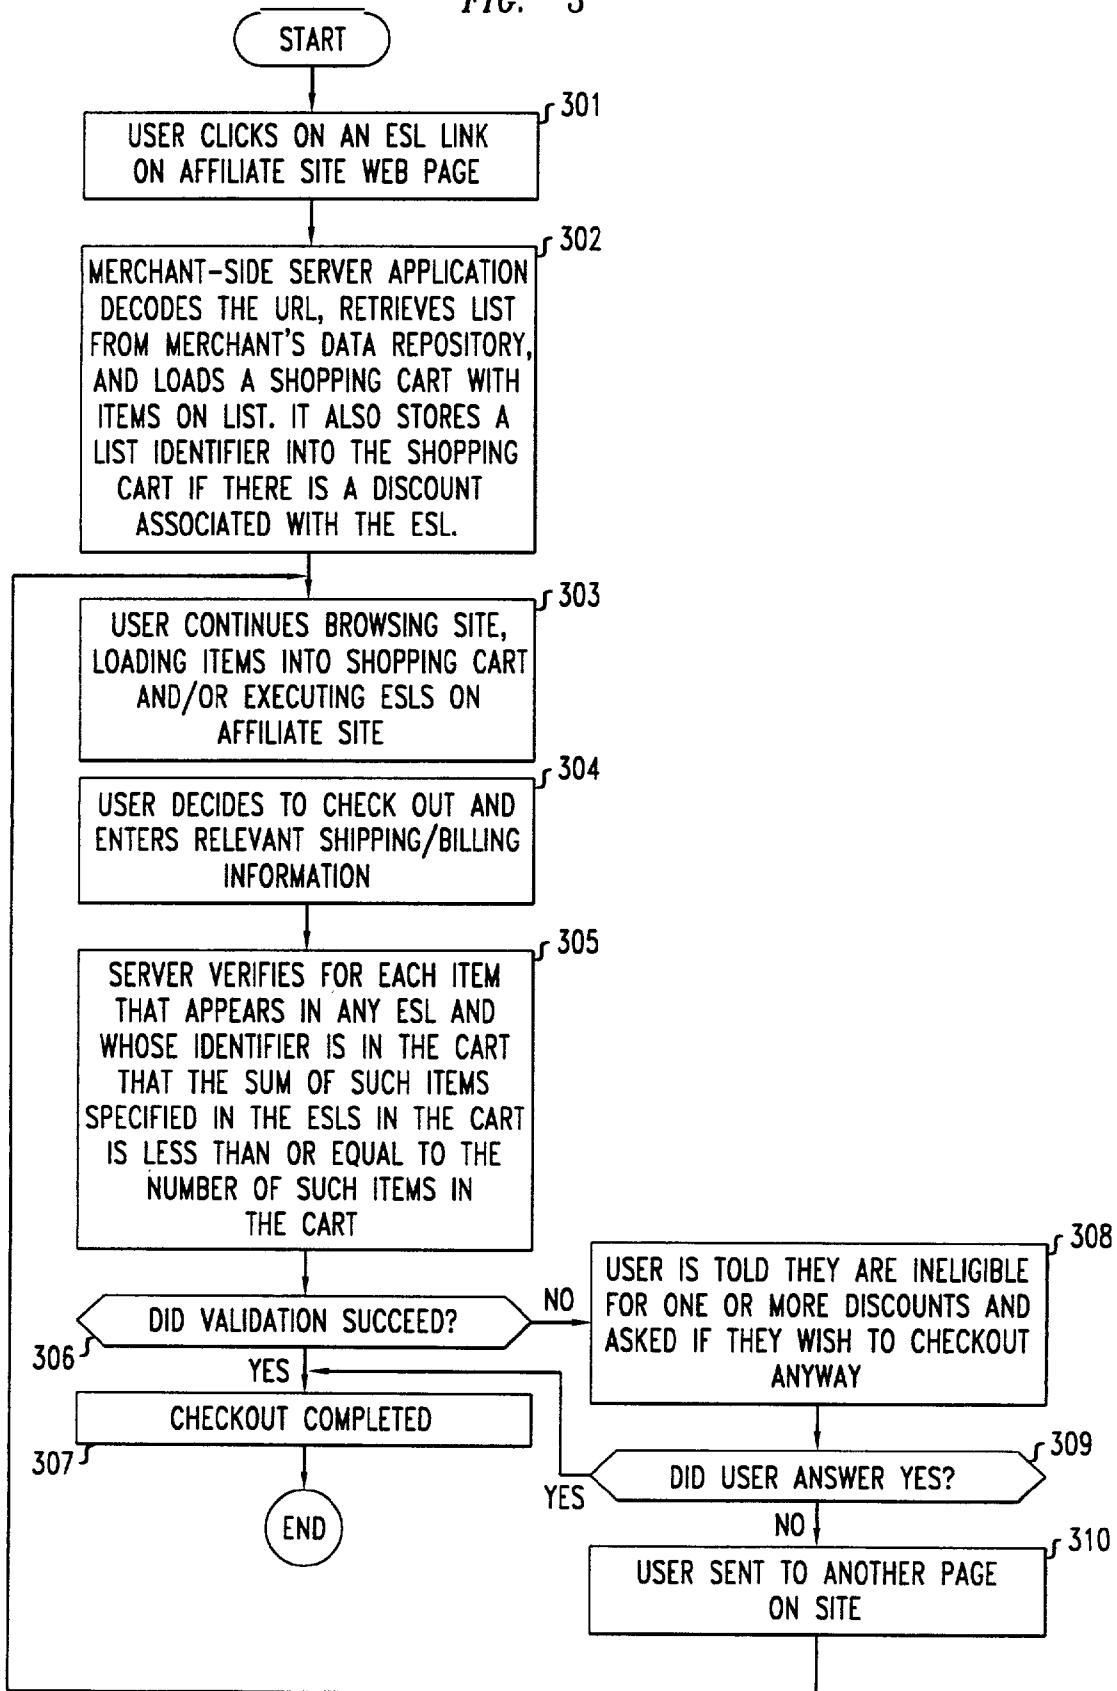 FIG. 3
START
301
USER CLICKS ON AN ESL LINK
ON AFFILIATE SITE WEB PAGE
302
MERCHANT-SIDE SERVER APPLICATION
DECODES THE URL, RETRIEVES LIST
FROM MERCHANT'S DATA REPOSITORY,
AND LOADS A SHOPPING CART WITH
ITEMS ON LIST. IT ALSO STORES A
LIST IDENTIFIER INTO THE SHOPPING
CART IF THERE IS A DISCOUNT
ASSOCIATED WITH THE ESL.
303
USER CONTINUES BROWSING SITE,
LOADING ITEMS INTO SHOPPING CART
AND/OR EXECUTING ESLS ON
AFFILIATE SITE
304
USER DECIDES TO CHECK OUT AND
ENTERS RELEVANT SHIPPING/BILLING
INFORMATION
305
SERVER VERIFIES FOR EACH ITEM
THAT APPEARS IN ANY ESL AND
WHOSE IDENTIFIER IS IN THE CART
THAT THE SUM OF SUCH ITEMS
SPECIFIED IN THE ESLS IN THE CART
IS LESS THAN OR EQUAL TO THE
NUMBER OF SUCH ITEMS IN
THE CART
306
DID VALIDATION SUCCEED?
NO
YES
308
USER IS TOLD THEY ARE INELIGIBLE
FOR ONE OR MORE DISCOUNTS AND
ASKED IF THEY WISH TO CHECKOUT
ANYWAY
307
CHECKOUT COMPLETED
309
DID USER ANSWER YES?
YES
NO
END
310
USER SENT TO ANOTHER PAGE
ON SITE